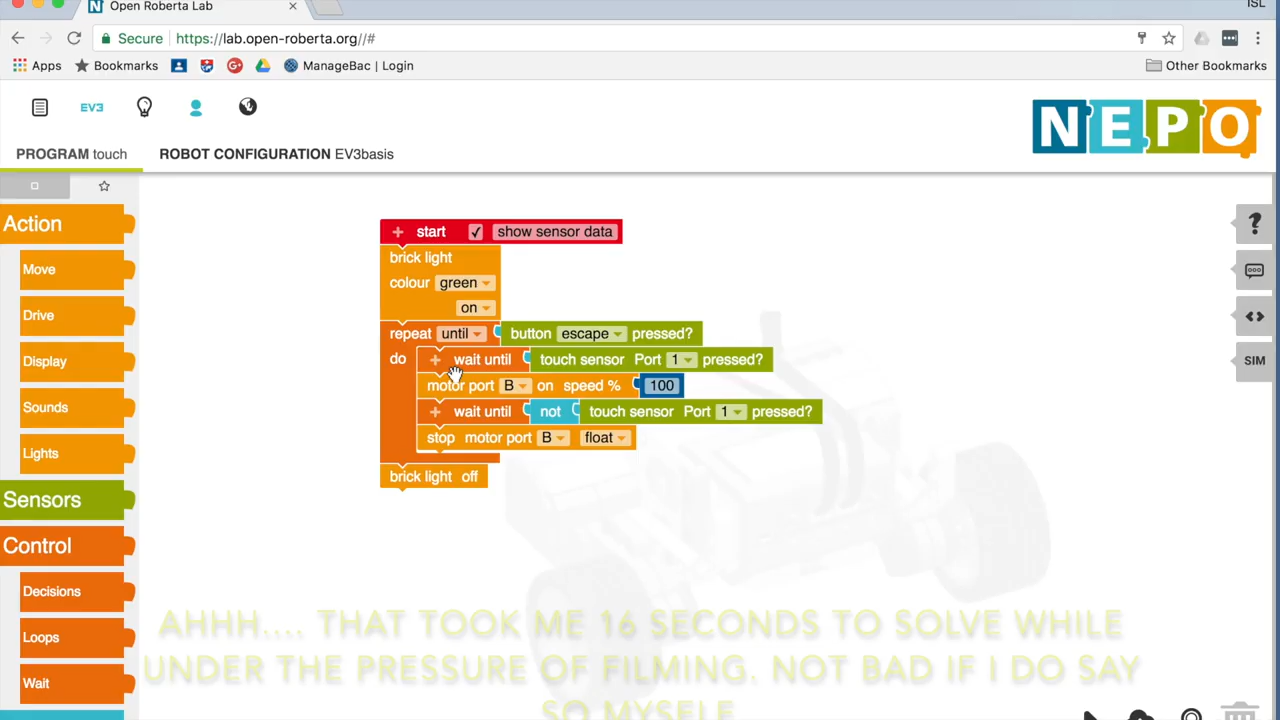 Open Roberta Lab ×
ISL
Secure https://lab.open-roberta.org//#
Apps Bookmarks ManageBac | Login Other Bookmarks
EV3
NEPO
PROGRAM touch ROBOT CONFIGURATION EV3basis
Action
Move
Drive
Display
Sounds
Lights
Sensors
Control
Decisions
Loops
Wait
+ start ✓ show sensor data
brick light
colour green
on
repeat until button escape pressed?
do + wait until touch sensor Port 1 pressed?
motor port B on speed % 100
+ wait until not touch sensor Port 1 pressed?
stop motor port B float
brick light off
?
<>
SIM
AHHH.... THAT TOOK ME 16 SECONDS TO SOLVE WHILE
UNDER THE PRESSURE OF FILMING. NOT BAD IF I DO SAY
SO MYSELF